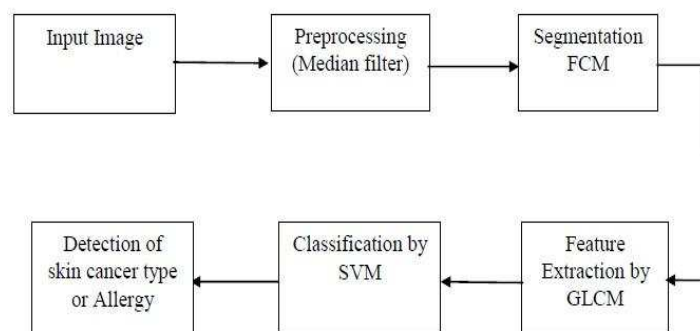 Input Image
Preprocessing
(Median filter)
Segmentation
FCM
Feature
Extraction by
GLCM
Classification by
SVM
Detection of
skin cancer type
or Allergy